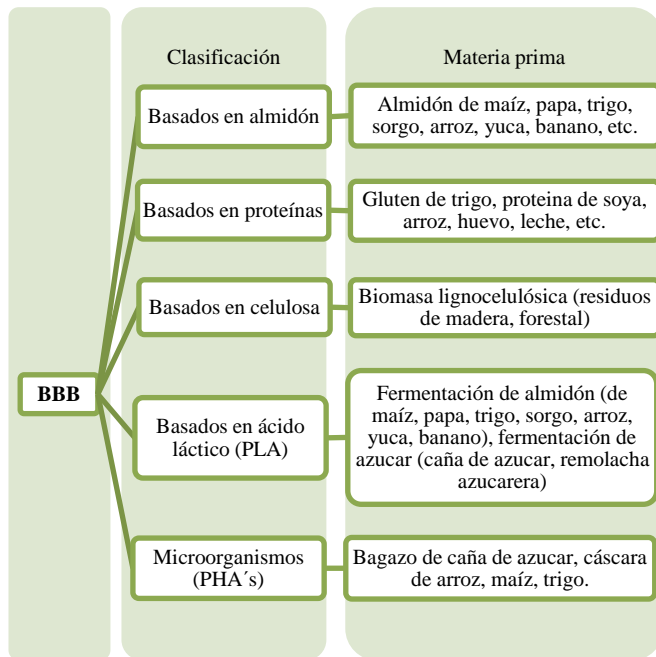 Clasificación
Materia prima
Basados en almidón
Almidón de maíz, papa, trigo,
sorgo, arroz, yuca, banano, etc.
Basados en proteínas
Gluten de trigo, proteina de soya,
arroz, huevo, leche, etc.
Basados en celulosa
Biomasa lignocelulósica (residuos
de madera, forestal)
BBB
Basados en ácido
láctico (PLA)
Fermentación de almidón (de
maíz, papa, trigo, sorgo, arroz,
yuca, banano), fermentación de
azucar (caña de azucar, remolacha
azucarera)
Microorganismos
(PHA´s)
Bagazo de caña de azucar, cáscara
de arroz, maíz, trigo.